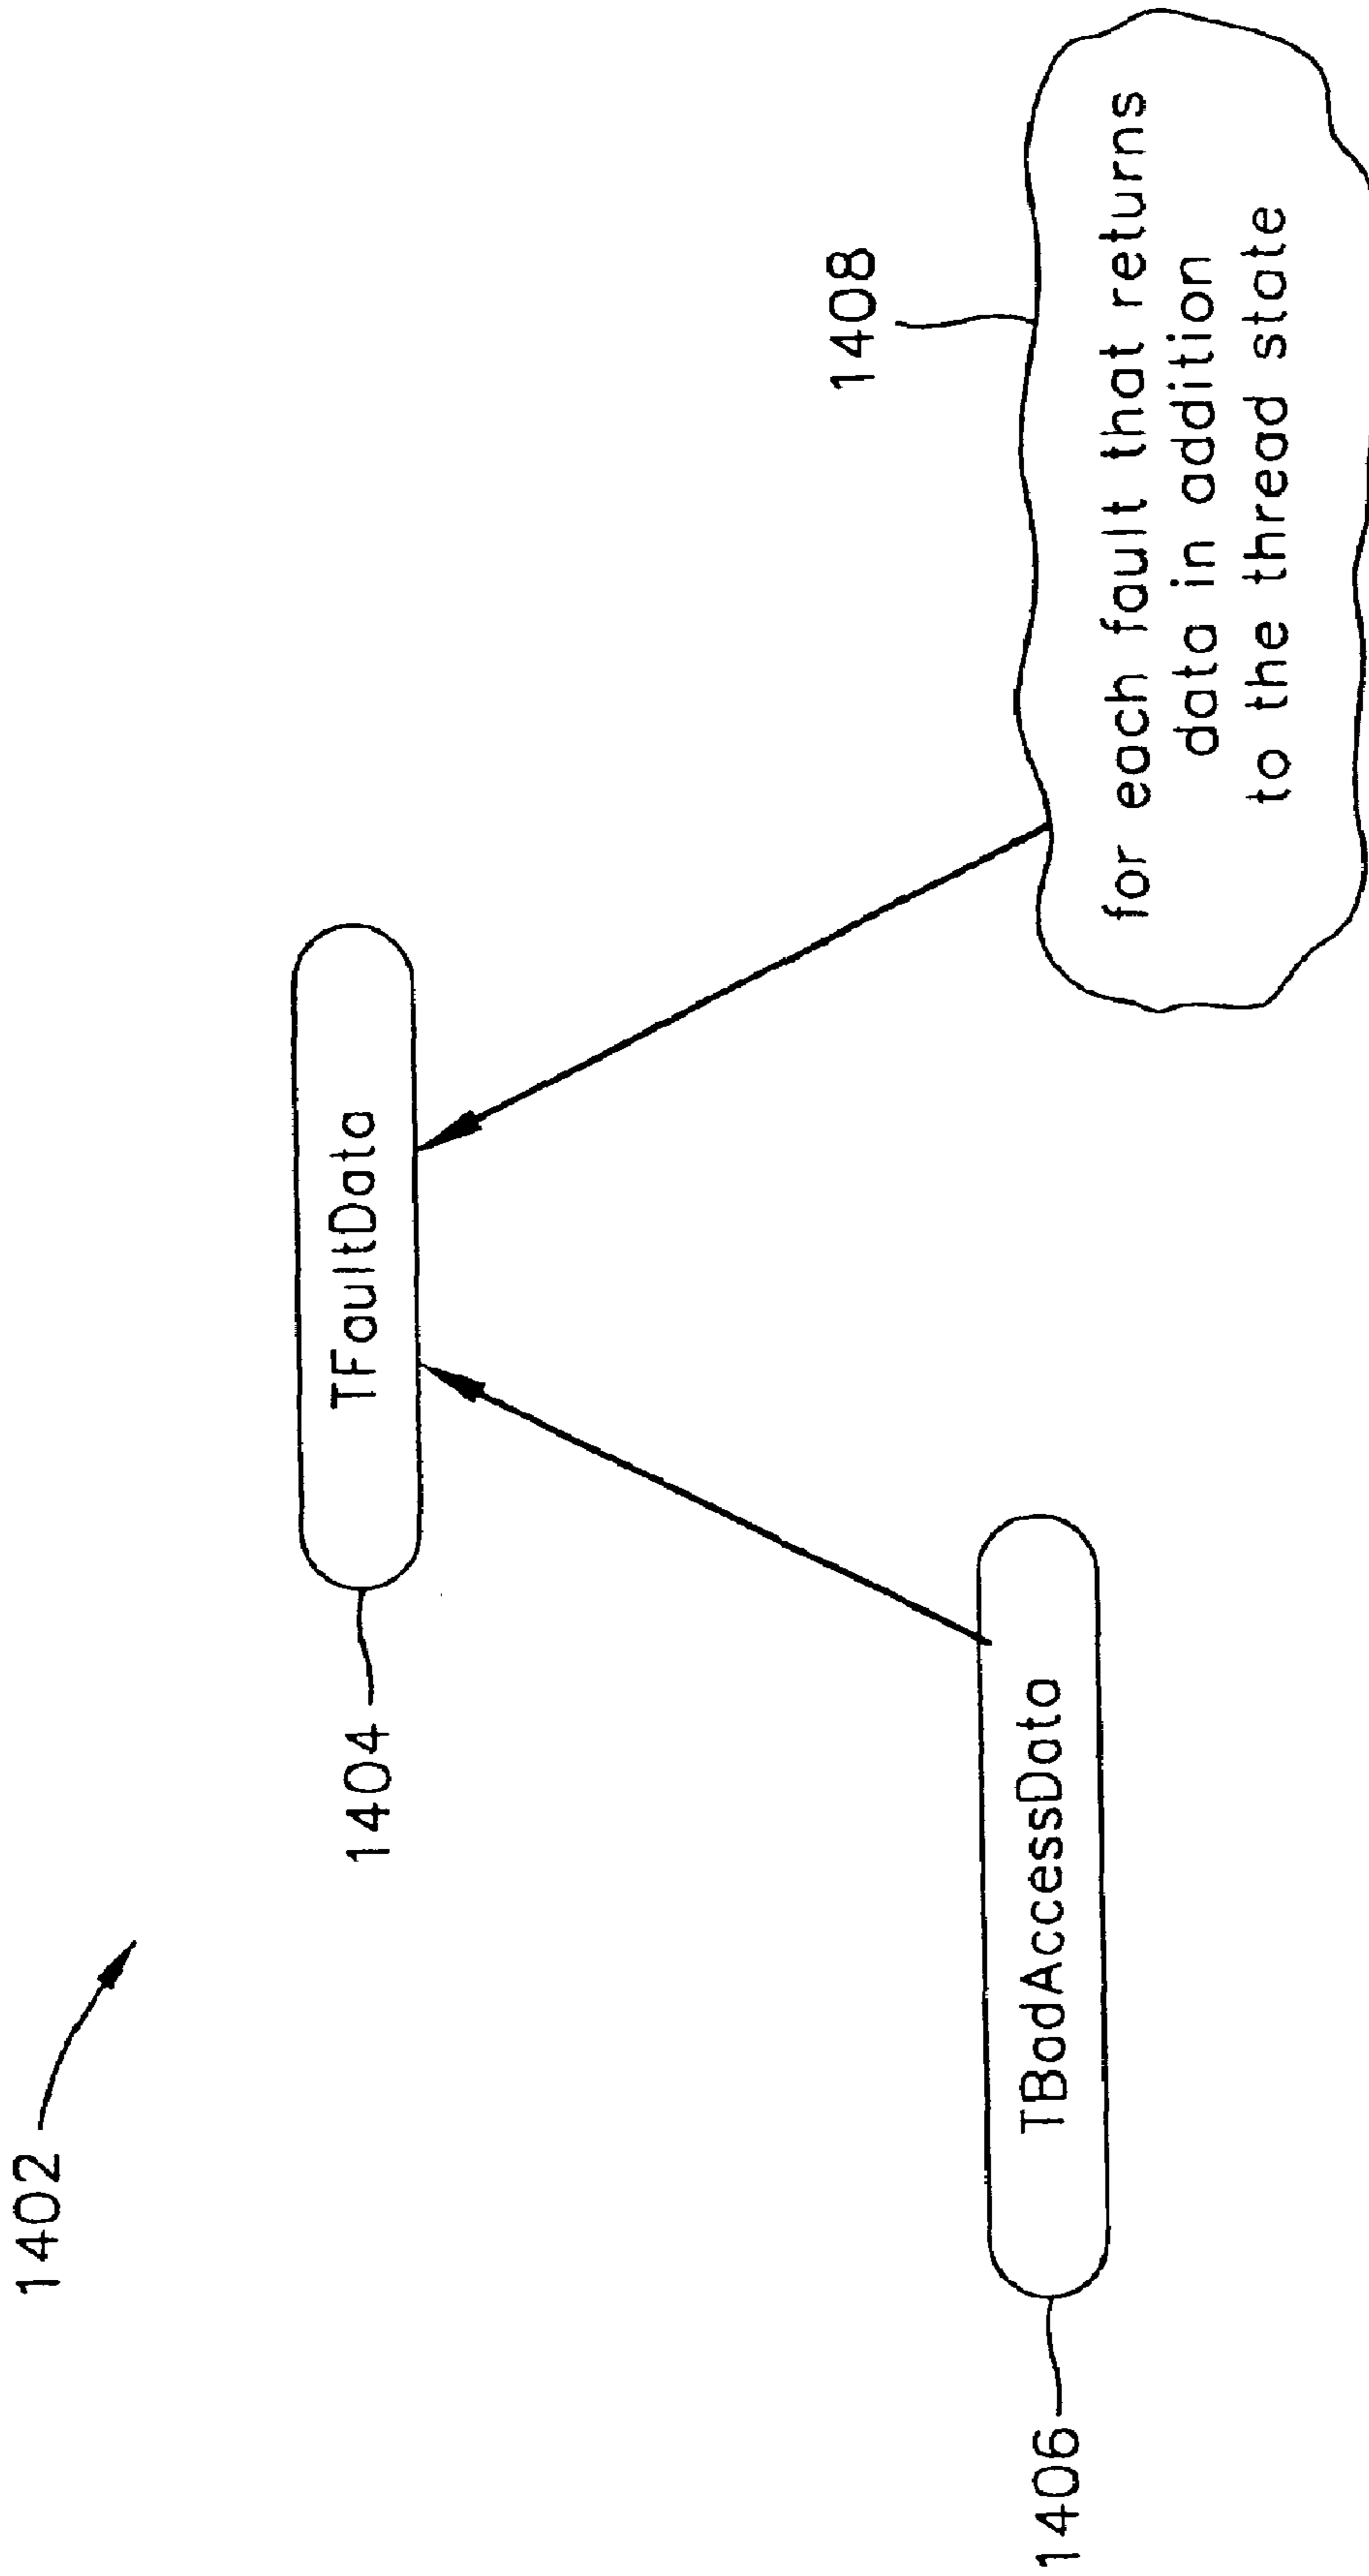 1402
1404
TFaultData
1408
1406
TBadAccessData
for each fault that returns
data in addition
to the thread state